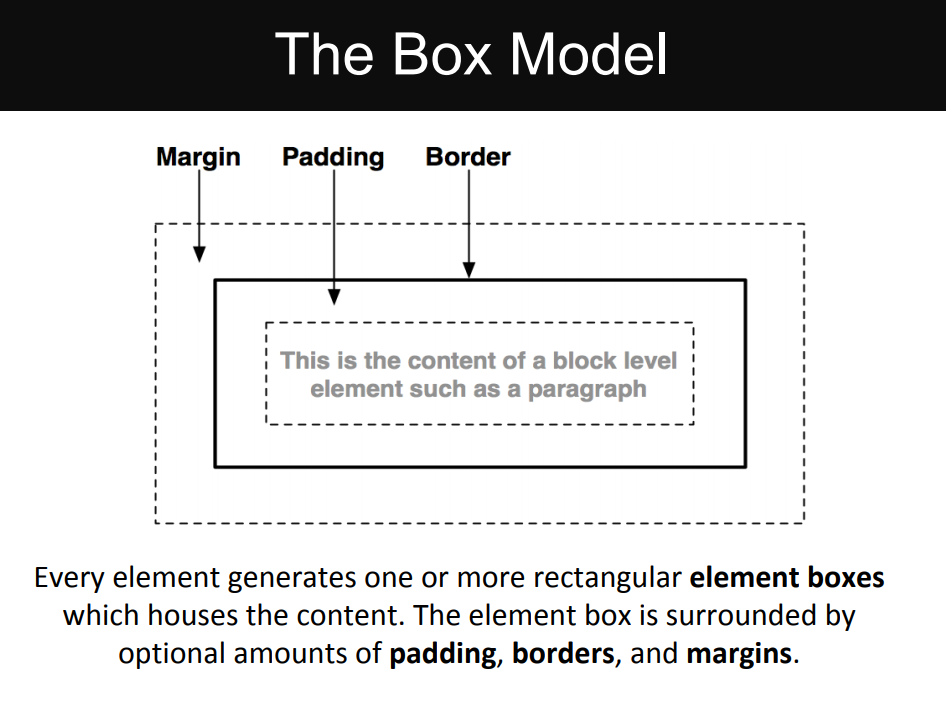 The Box Model
Margin Padding Border
This is the content of a block level
element such as a paragraph
Every element generates one or more rectangular element boxes
which houses the content. The element box is surrounded by
optional amounts of padding, borders, and margins.